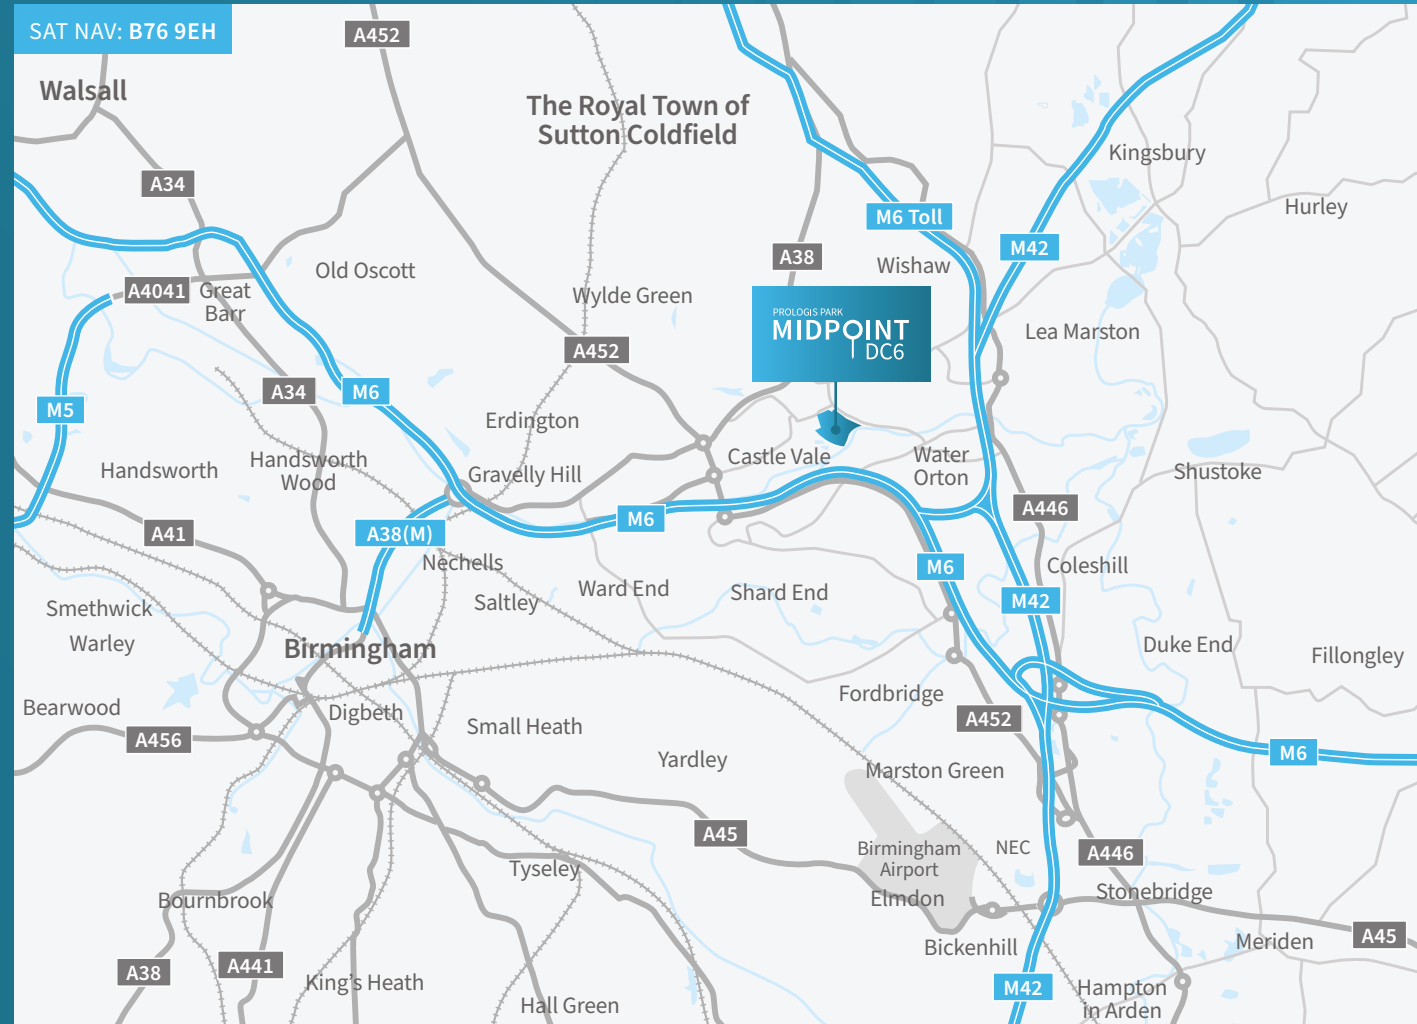 SAT NAV: B76 9EH
A452
Walsall
The Royal Town of
Sutton Coldfield
Kingsbury
A34
Hurley
M6 Toll
M42
A38
Wishaw
Old Oscott
A4041
Great
Barr
Wylde Green
PROLOGIS PARK
MIDPOINT
DC6
Lea Marston
A452
A34
M6
M5
Erdington
Castle Vale
Water
Orton
Handsworth
Handsworth
Wood
Gravelly Hill
Shustoke
A446
M6
A41
A38(M)
Nechells
M6
Coleshill
Ward End
Shard End
M42
Smethwick
Saltley
Warley
Birmingham
Duke End
Fillongley
Bearwood
Digbeth
Fordbridge
A452
Small Heath
A456
Yardley
M6
Marston Green
A45
Birmingham
Airport
NEC
A446
Tyseley
Elmdon
Stonebridge
Bournbrook
Bickenhill
Meriden
A45
A38
A441
King's Heath
M42
Hampton
in Arden
Hall Green